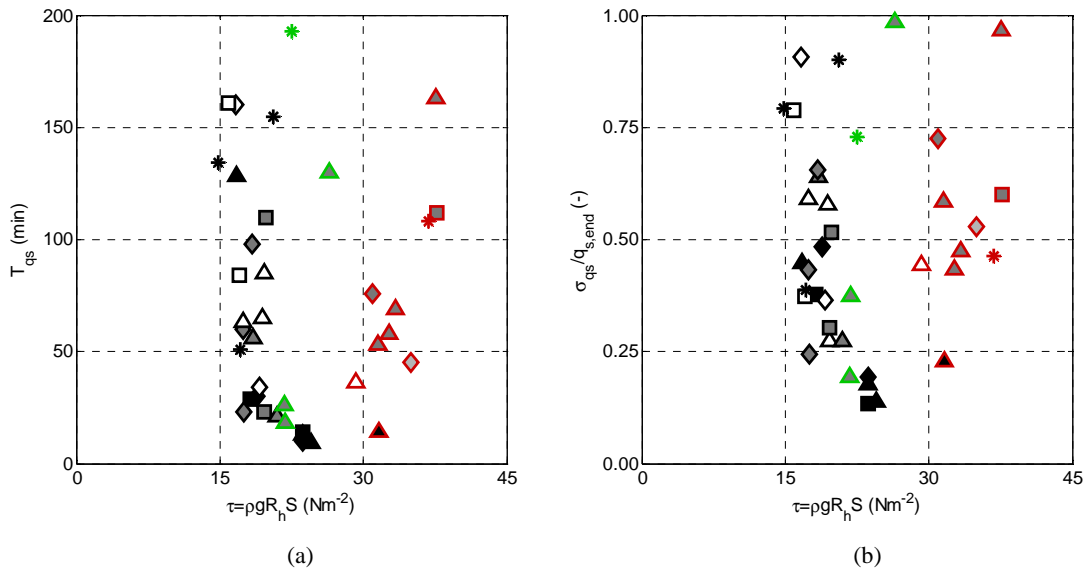 200
150
100
50
0
T_qs (min)
0 15 30 45
τ=ρgR_hS (Nm^-2)
(a)
1.00
0.75
0.50
0.25
0.00
σ_qs/q_s,end (-)
0 15 30 45
τ=ρgR_hS (Nm^-2)
(b)